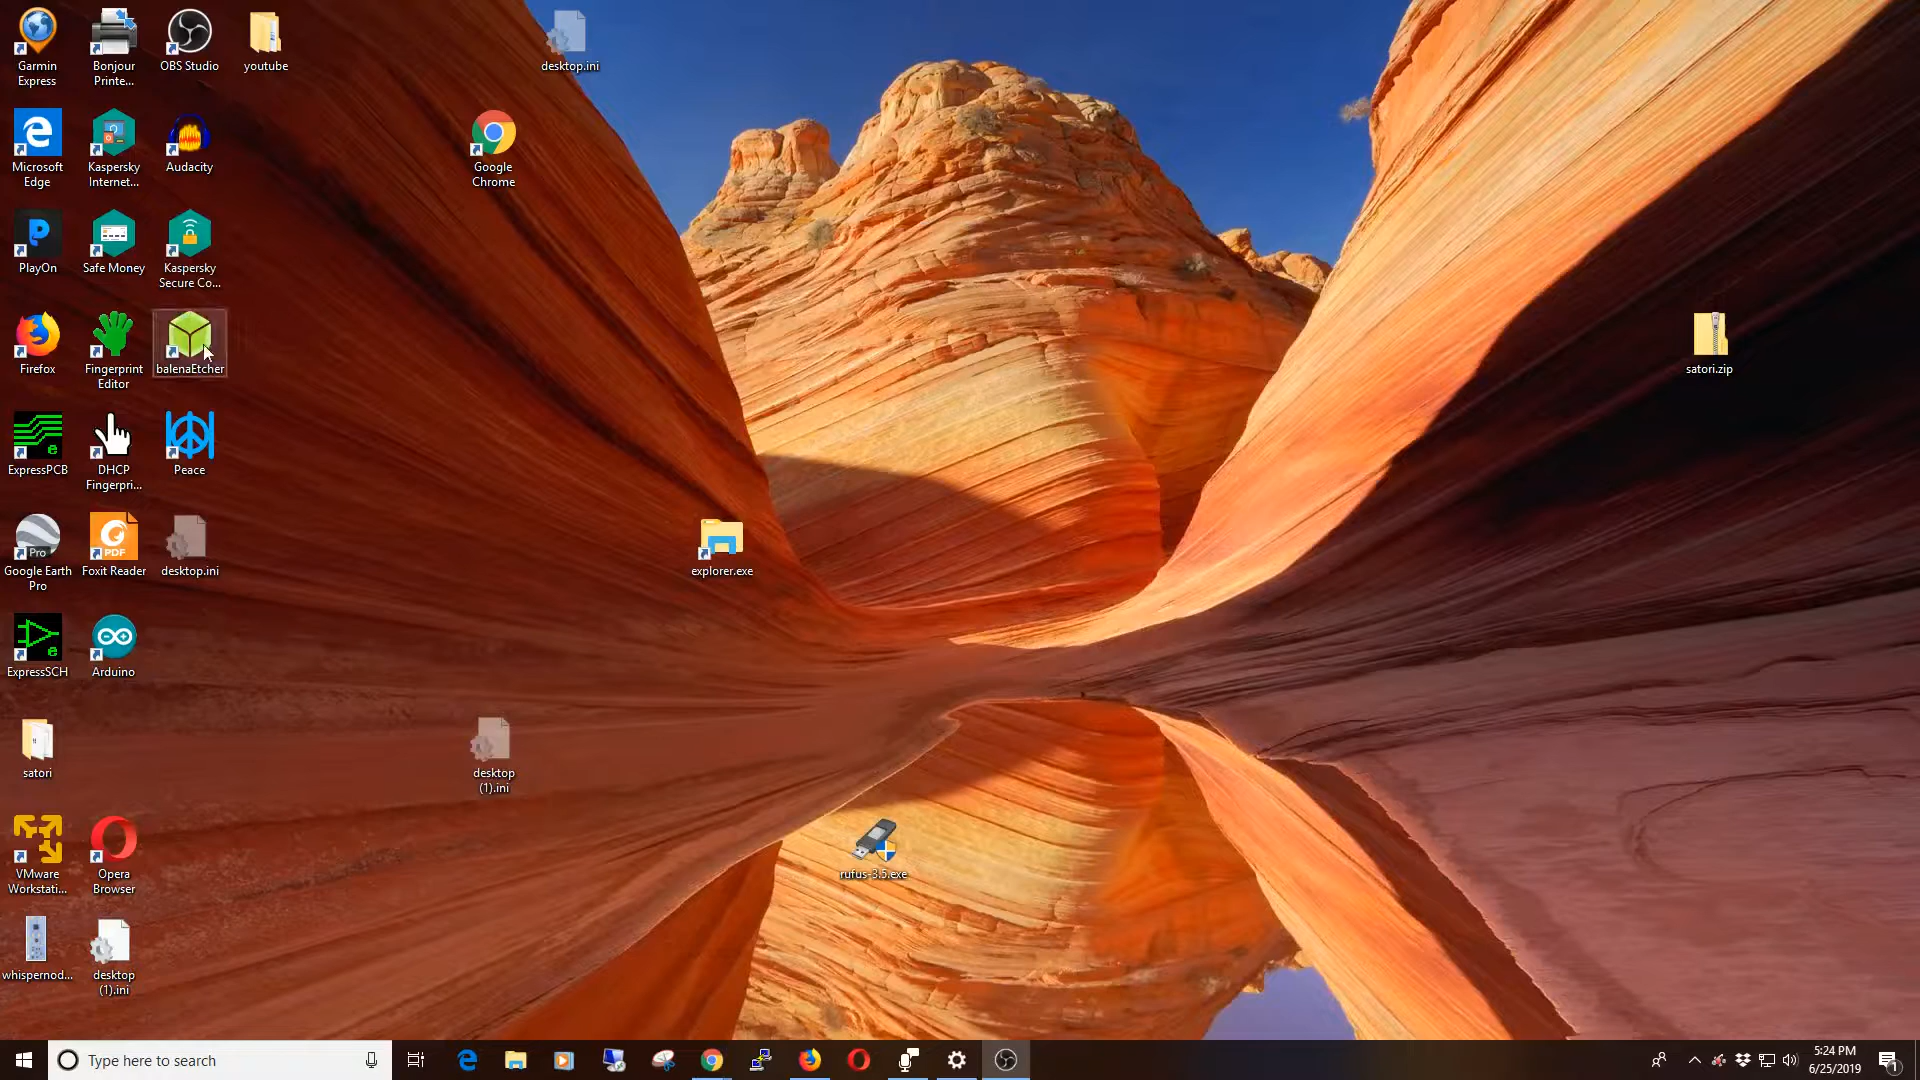 Garmin
Express
Bonjour
Printe...
OBS Studio
youtube
desktop.ini
Microsoft
Edge
Kaspersky
Internet...
Audacity
Google
Chrome
PlayOn
Safe Money
Kaspersky
Secure Co...
Firefox
Fingerprint
Editor
balenaEtcher
satori.zip
ExpressPCB
DHCP
Fingerpri...
Peace
Pro
Google Earth
Pro
PDF
Foxit Reader
desktop.ini
explorer.exe
ExpressSCH
Arduino
satori
desktop
(1).ini
VMware
Workstati...
Opera
Browser
rufus-3.5.exe
whispernod...
desktop
(1).ini
Type here to search
5:24 PM
6/25/2019
1